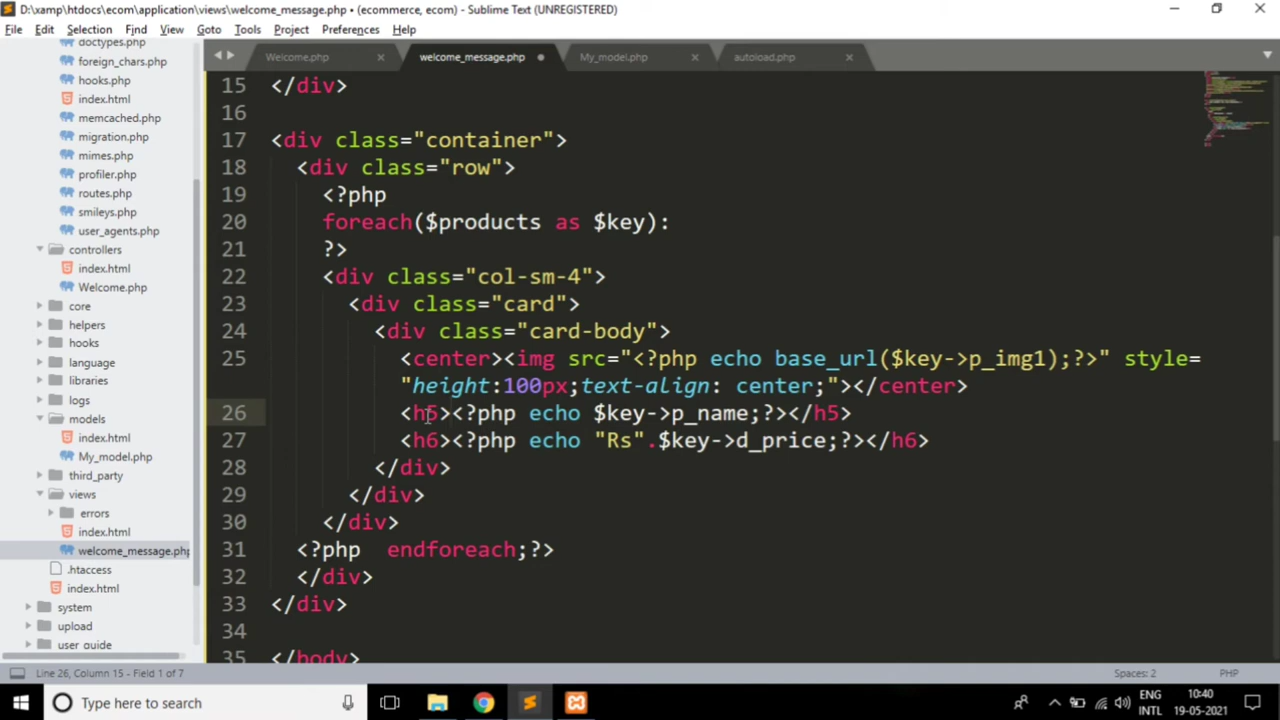 D:\xamp\htdocs\ecom\application\views\welcome_message.php • (ecommerce, ecom) - Sublime Text (UNREGISTERED)
File Edit Selection Find View Goto Tools Project Preferences Help
doctypes.php
foreign_chars.php
hooks.php
index.html
memcached.php
migration.php
mimes.php
profiler.php
routes.php
smileys.php
user_agents.php
controllers
index.html
Welcome.php
core
helpers
hooks
language
libraries
logs
models
index.html
My_model.php
third_party
views
errors
index.html
welcome_message.php
.htaccess
index.html
system
upload
user_guide
Welcome.php welcome_message.php My_model.php autoload.php
15 </div>
16
17 <div class="container">
18 <div class="row">
19 <?php
20 foreach($products as $key):
21 ?>
22 <div class="col-sm-4">
23 <div class="card">
24 <div class="card-body">
25 <center><img src="<?php echo base_url($key->p_img1);?>" style=
"height:100px;text-align: center;"></center>
26 <h5><?php echo $key->p_name;?></h5>
27 <h6><?php echo "Rs".$key->d_price;?></h6>
28 </div>
29 </div>
30 </div>
31 <?php  endforeach;?>
32 </div>
33 </div>
34
35 </body>
Line 26, Column 15 - Field 1 of 7
Spaces: 2 PHP
Type here to search
ENG
INTL
10:40
19-05-2021